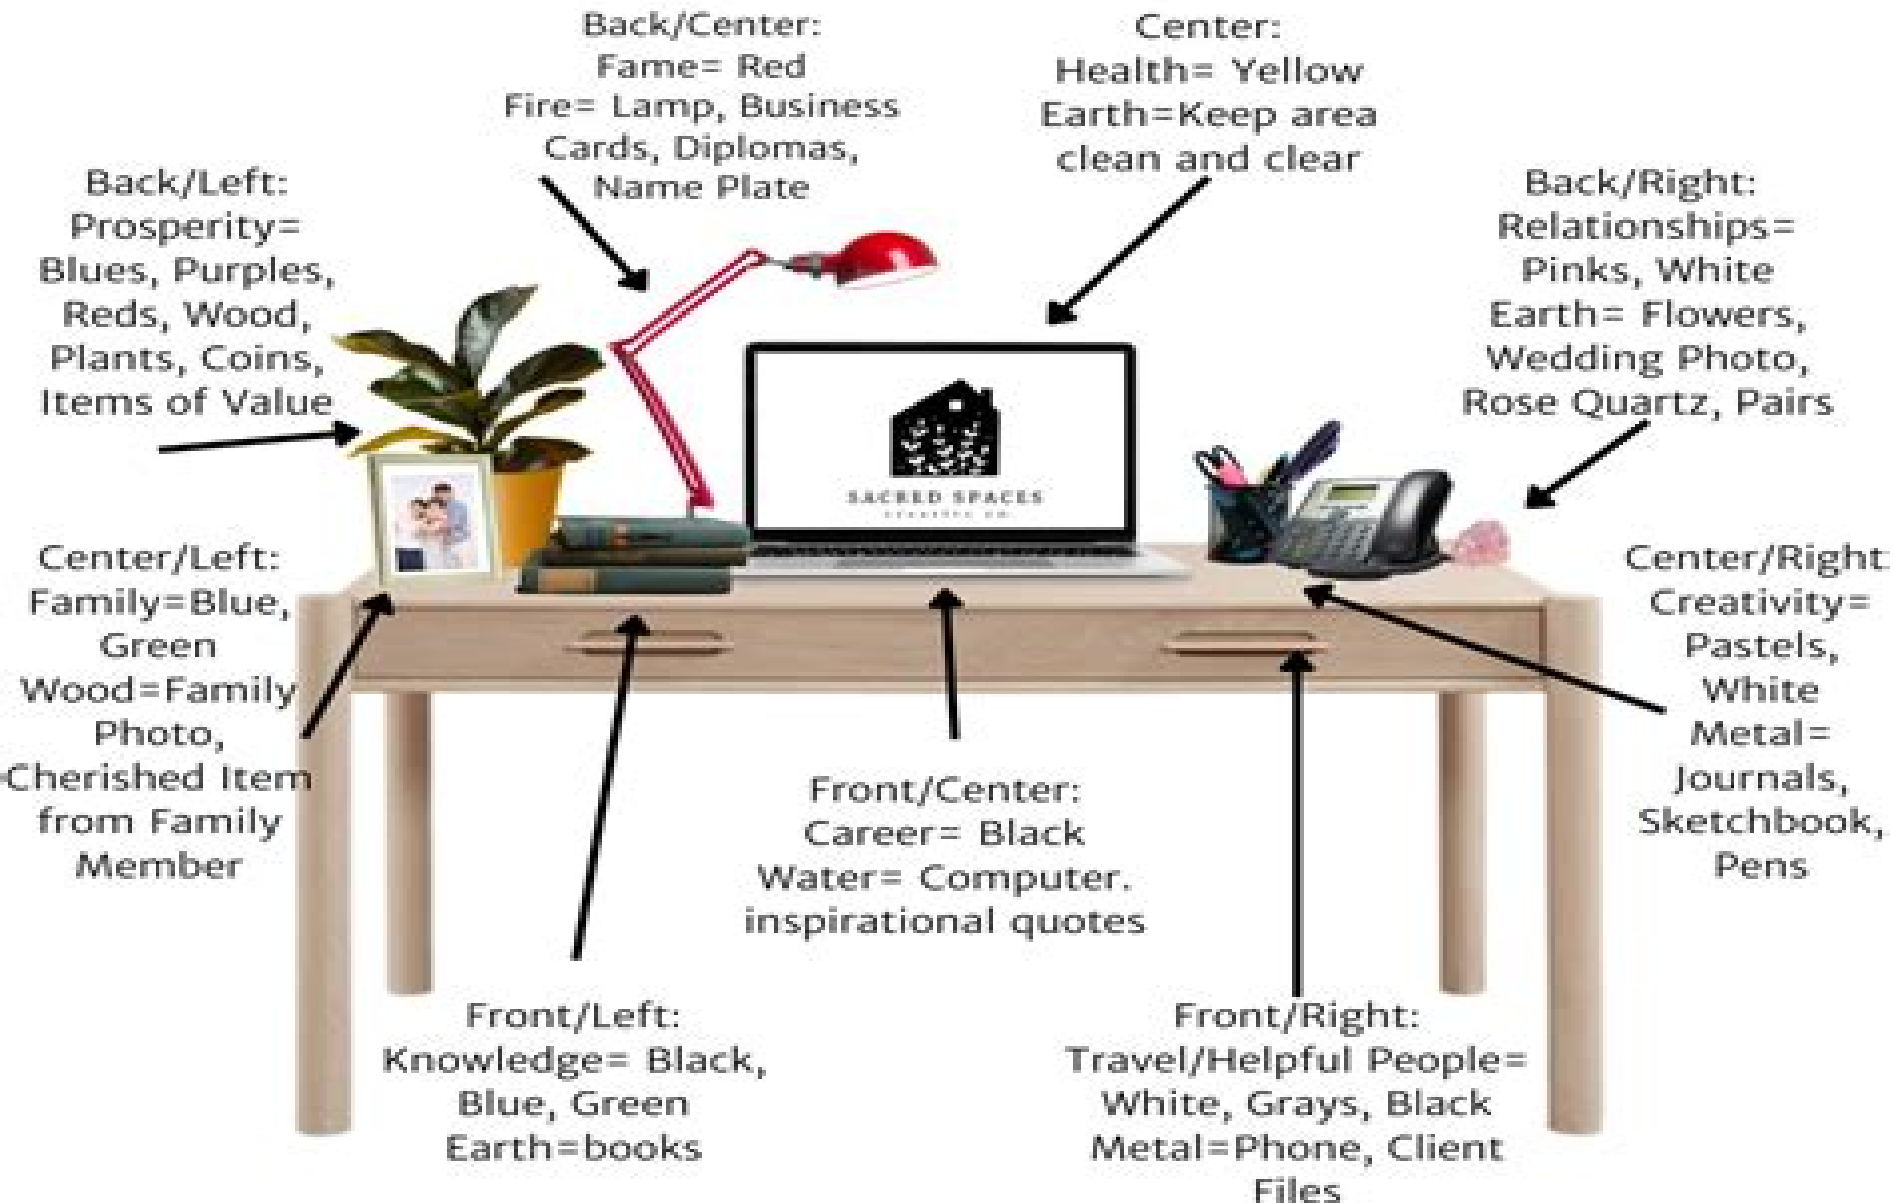 Back/Center:
Fame= Red
Fire= Lamp, Business
Cards, Diplomas,
Name Plate
Center:
Health= Yellow
Earth=Keep area
clean and clear
Back/Left:
Prosperity=
Blues, Purples,
Reds, Wood,
Plants, Coins,
Items of Value
Back/Right:
Relationships=
Pinks, White
Earth= Flowers,
Wedding Photo,
Rose Quartz, Pairs
SACRED SPACES
Center/Left:
Family=Blue,
Green
Wood=Family
Photo,
Cherished Item
from Family
Member
Center/Right:
Creativity=
Pastels,
White
Metal=
Journals,
Sketchbook,
Pens
Front/Center:
Career= Black
Water= Computer.
inspirational quotes
Front/Left:
Knowledge= Black,
Blue, Green
Earth=books
Front/Right:
Travel/Helpful People=
White, Grays, Black
Metal=Phone, Client
Files